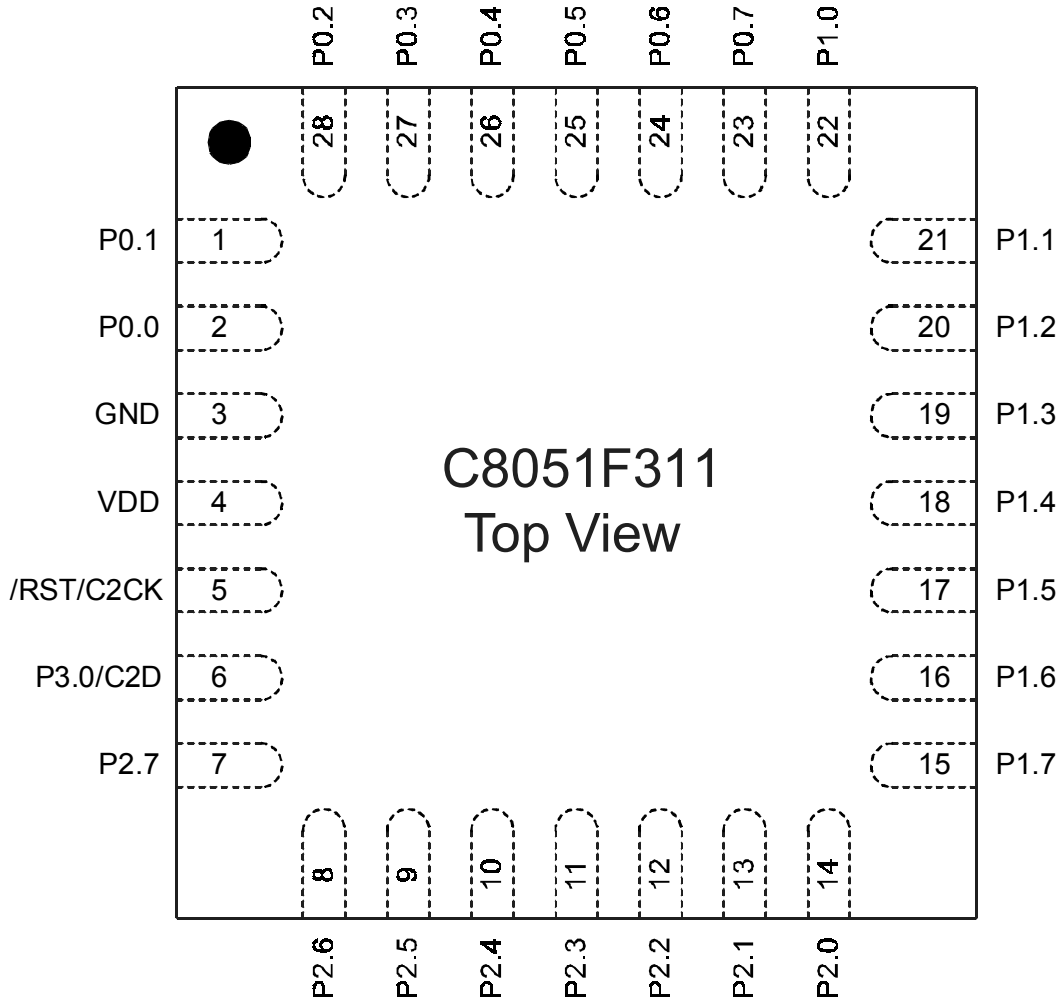 P0.2
P0.3
P0.4
P0.5
P0.6
P0.7
P1.0
28
27
26
25
24
23
22
P0.1 1
P0.0 2
GND 3
VDD 4
/RST/C2CK 5
P3.0/C2D 6
P2.7 7
C8051F311
Top View
21 P1.1
20 P1.2
19 P1.3
18 P1.4
17 P1.5
16 P1.6
15 P1.7
8
9
10
11
12
13
14
P2.6
P2.5
P2.4
P2.3
P2.2
P2.1
P2.0